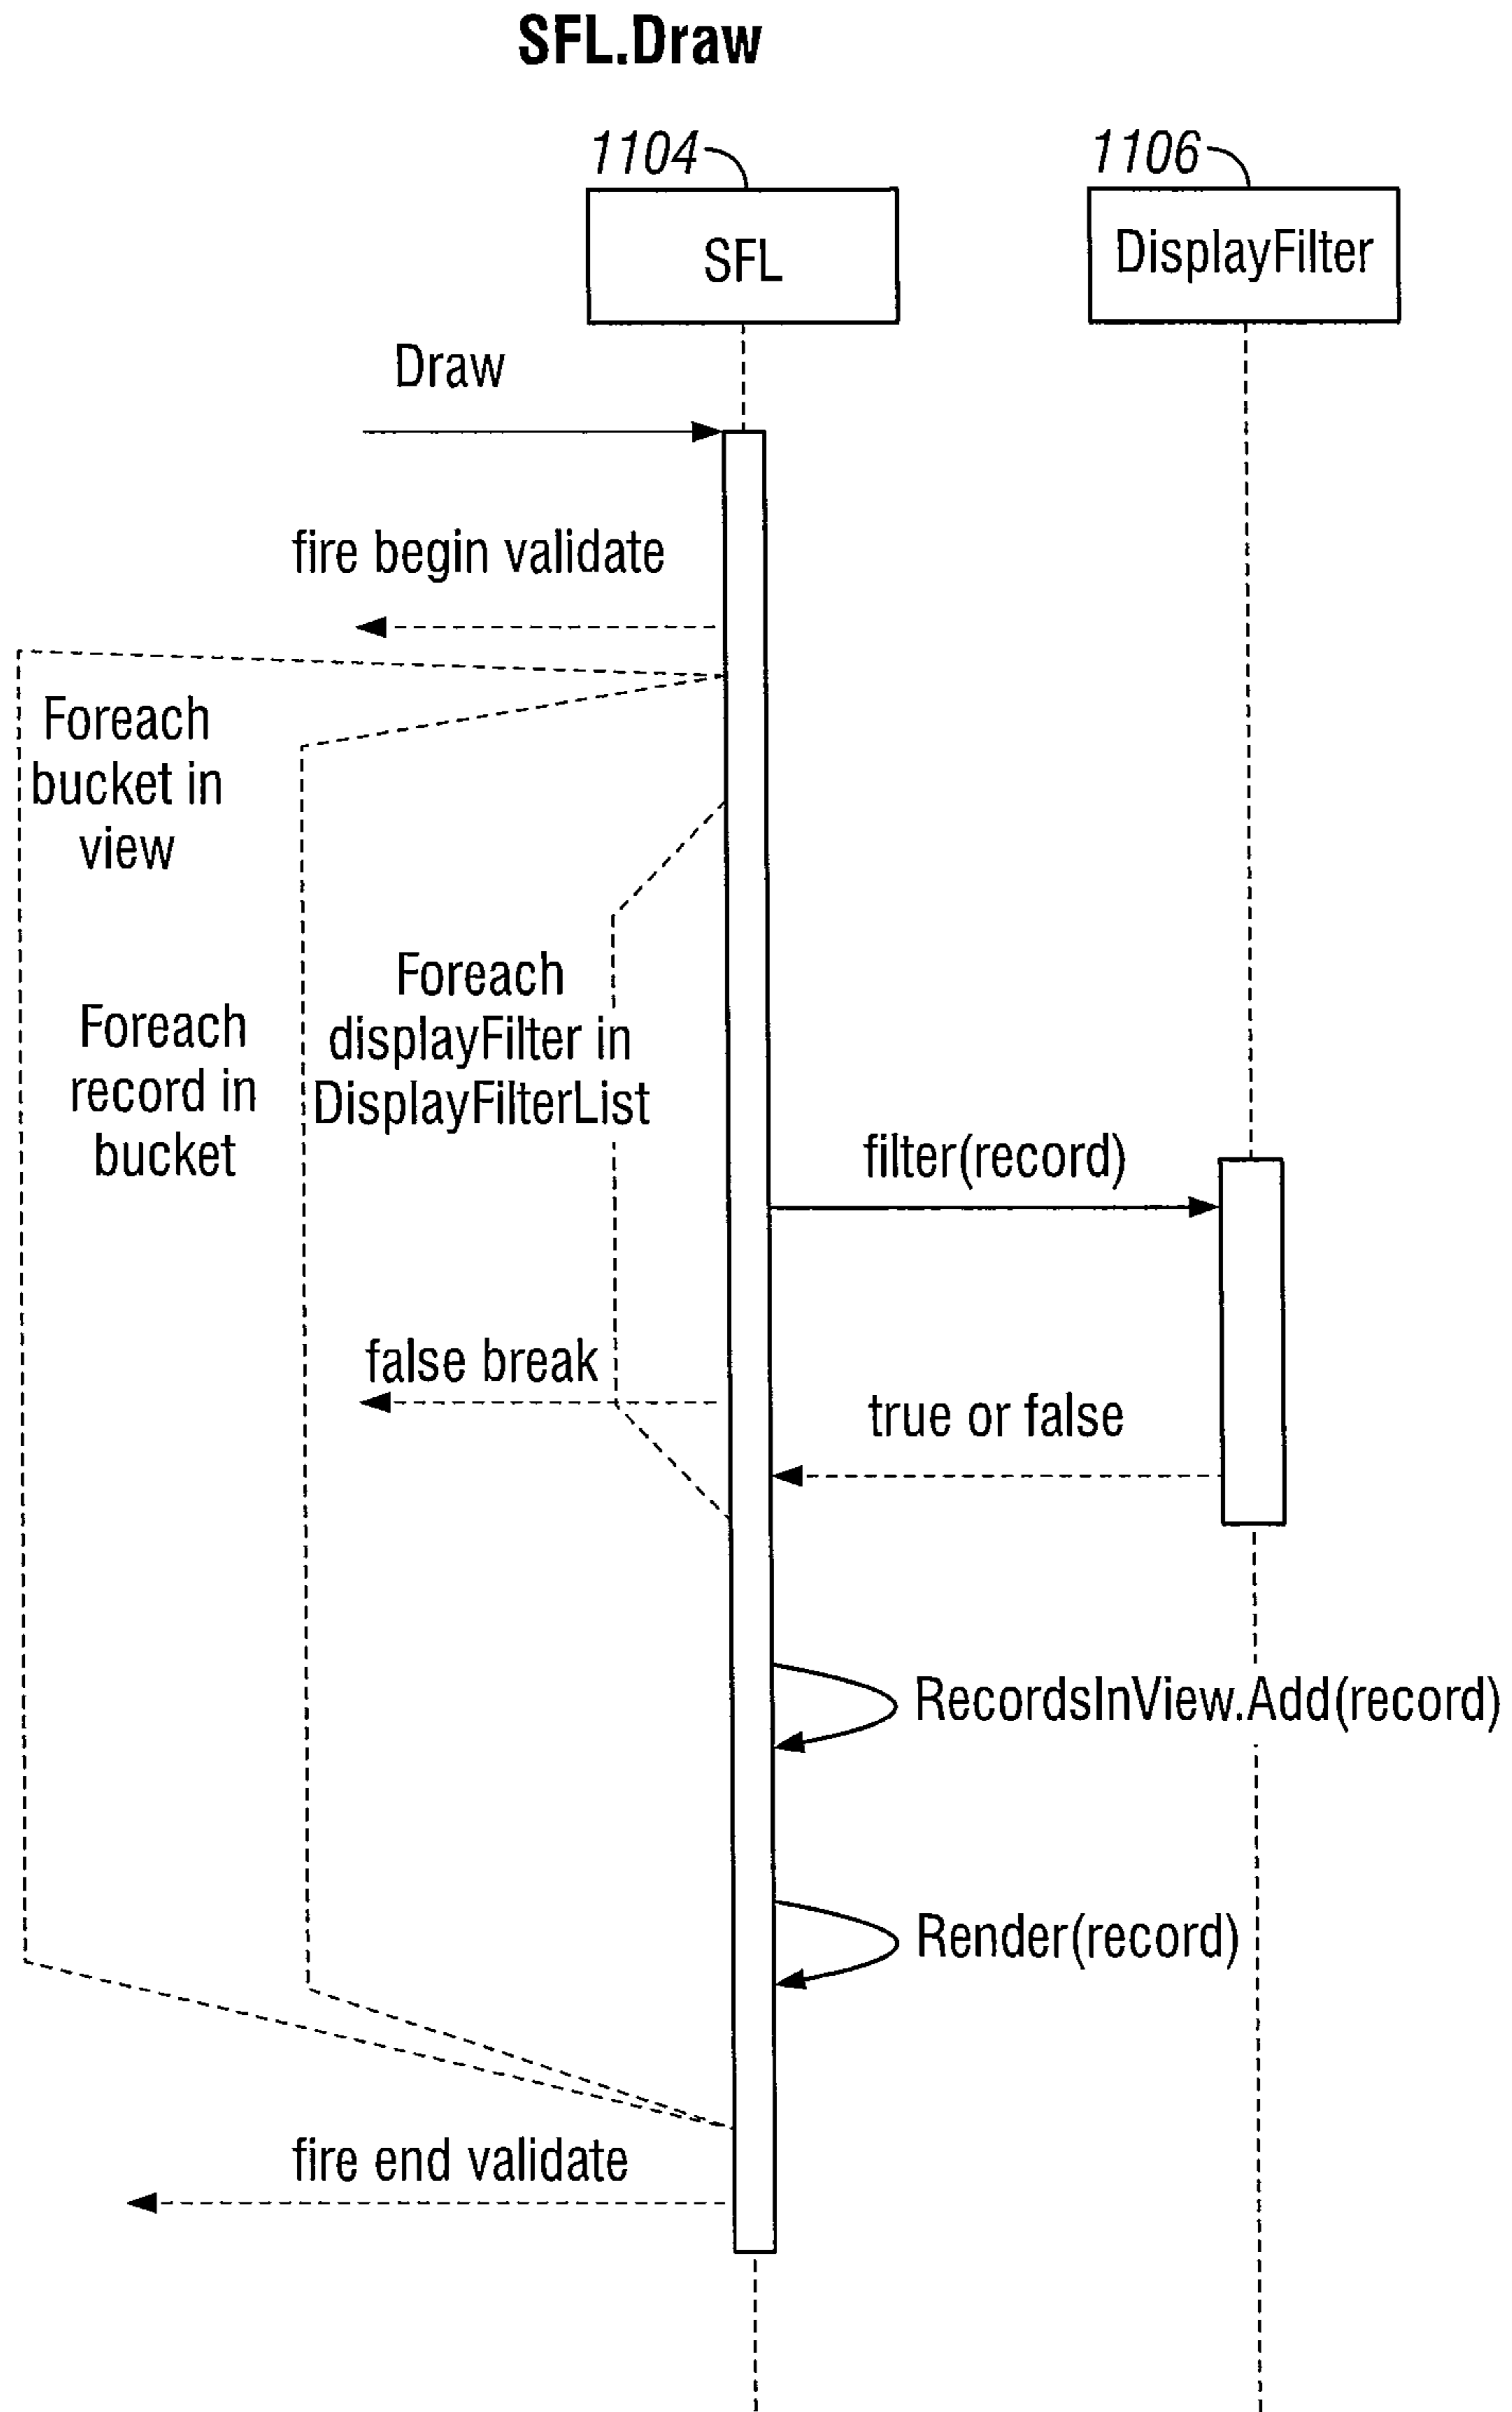 SFL.Draw
1104
1106
SFL
DisplayFilter
Draw
fire begin validate
Foreach
bucket in
view
Foreach
displayFilter in
DisplayFilterList
Foreach
record in
bucket
filter(record)
false break
true or false
RecordsInView.Add(record)
Render(record)
fire end validate